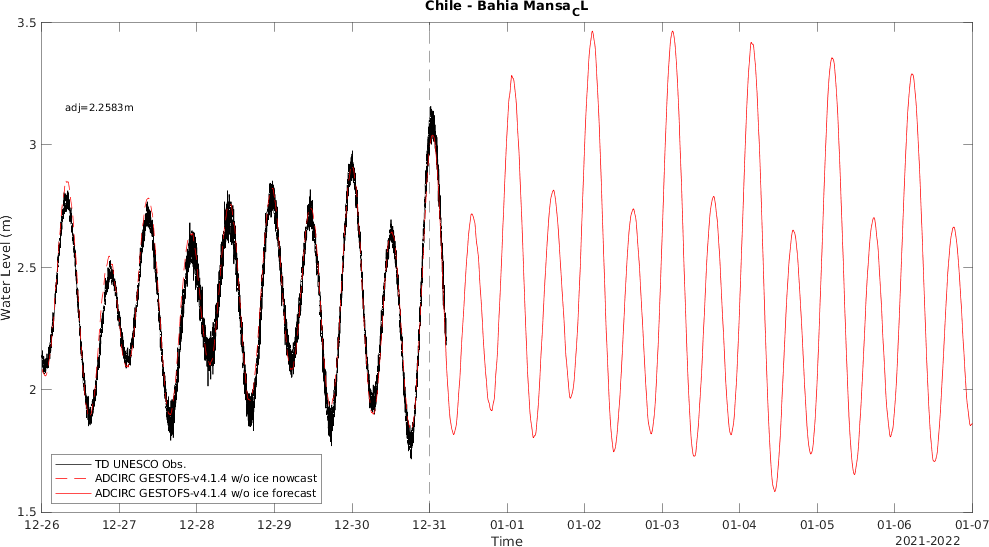 Chile - Bahia Mansa_CL
3.5
3
2.5
2
1.5
Water Level (m)
adj=2.2583m
TD UNESCO Obs.
ADCIRC GESTOFS-v4.1.4 w/o ice nowcast
ADCIRC GESTOFS-v4.1.4 w/o ice forecast
12-26 12-27 12-28 12-29 12-30 12-31 01-01 01-02 01-03 01-04 01-05 01-06 01-07
Time
2021-2022